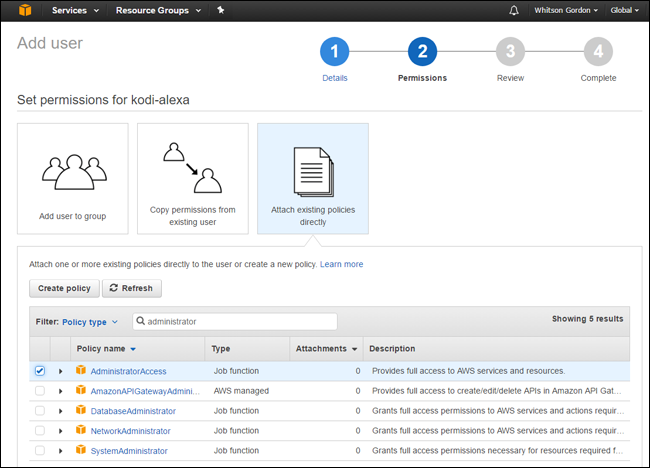 Services Resource Groups Whitson Gordon Global
Add user
1 2 3 4
Details Permissions Review Complete
Set permissions for kodi-alexa
Add user to group
Copy permissions from
existing user
Attach existing policies
directly
Attach one or more existing policies directly to the user or create a new policy. Learn more
Create policy Refresh
Filter: Policy type administrator Showing 5 results
Policy name Type Attachments Description
AdministratorAccess Job function 0 Provides full access to AWS services and resources.
AmazonAPIGatewayAdmini... AWS managed 0 Provides full access to create/edit/delete APIs in Amazon API Gat...
DatabaseAdministrator Job function 0 Grants full access permissions to AWS services and actions requir...
NetworkAdministrator Job function 0 Grants full access permissions to AWS services and actions requir...
SystemAdministrator Job function 0 Grants full access permissions necessary for resources required f...